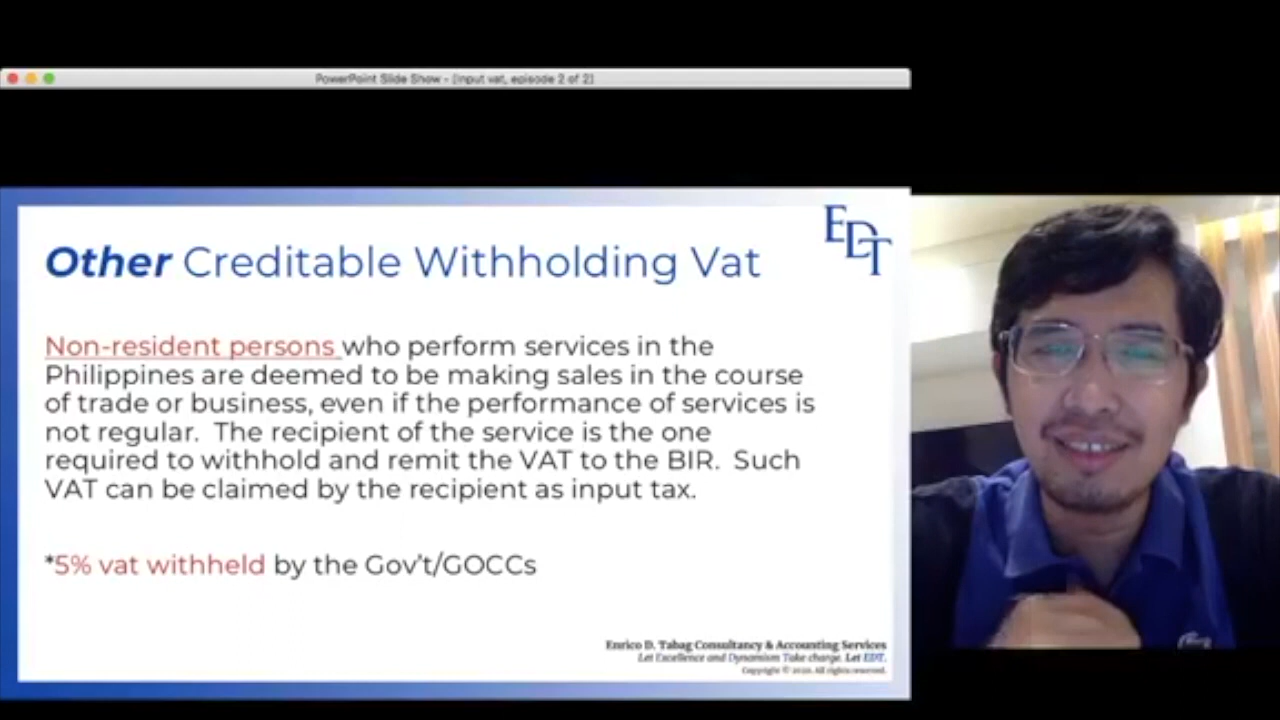 PowerPoint Slide Show - [Input vat, episode 2 of 2]
EDT
Other Creditable Withholding Vat
Non-resident persons who perform services in the
Philippines are deemed to be making sales in the course
of trade or business, even if the performance of services is
not regular.  The recipient of the service is the one
required to withhold and remit the VAT to the BIR.  Such
VAT can be claimed by the recipient as input tax.
*5% vat withheld by the Gov't/GOCCs
Enrico D. Tabag Consultancy & Accounting Services
Let Excellence and Dynamism Take charge. Let EDT.
Copyright © 2020. All rights reserved.